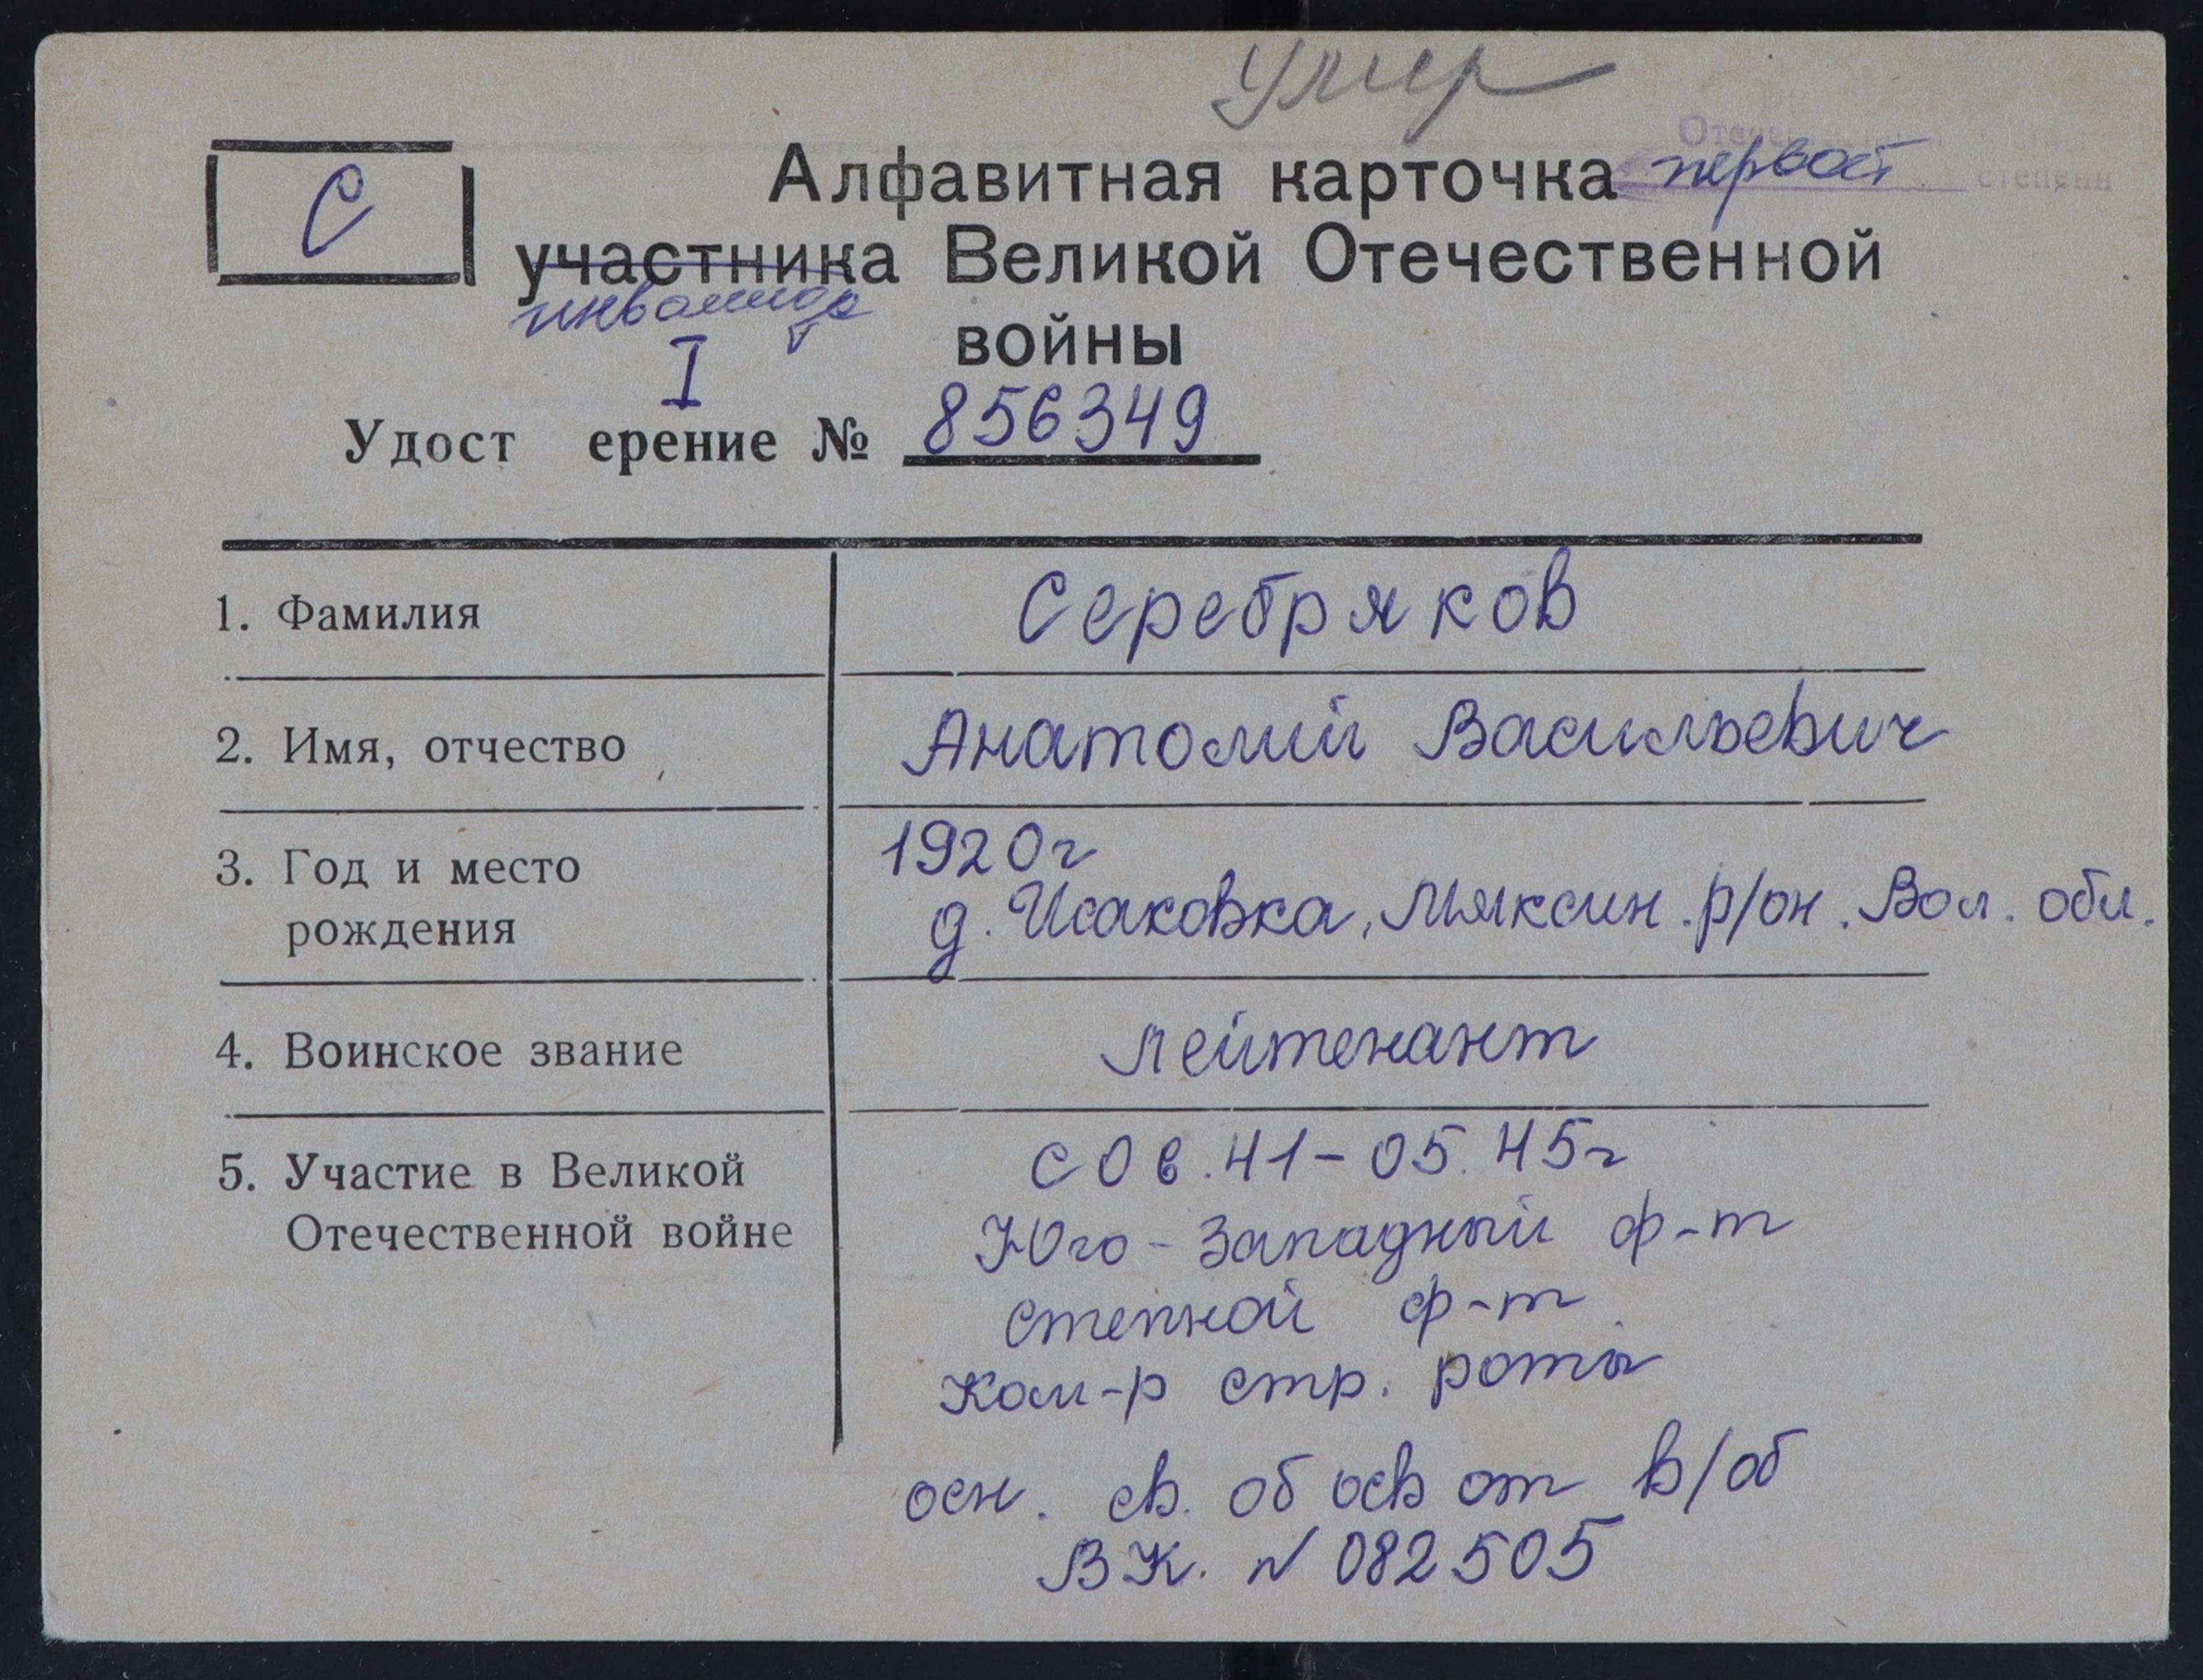 умер
Отече
первой степени
С
Алфавитная карточка
участника Великой Отечественной
инвалида
войны
I
Удост ерение № 856349
1. Фамилия Серебряков
2. Имя, отчество Анатолий Васильевич
3. Год и место 1920г
рождения д. Исаковка, Мяксин. р/он. Вол. обл.
4. Воинское звание лейтенант
5. Участие в Великой с 06.41-05.45г
Отечественной войне Юго-Западный ф-т
Степной ф-т
Ком-р стр. роты
осн. св. об осв от в/об
ВК. N 082505